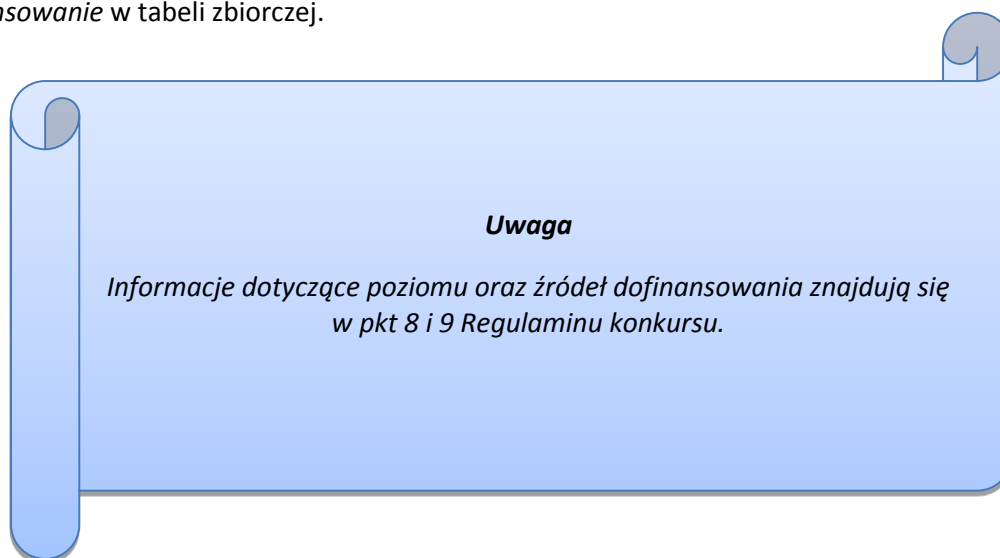 nsowanie w tabeli zbiorczej.
Uwaga
Informacje dotyczące poziomu oraz źródeł dofinansowania znajdują się
w pkt 8 i 9 Regulaminu konkursu.